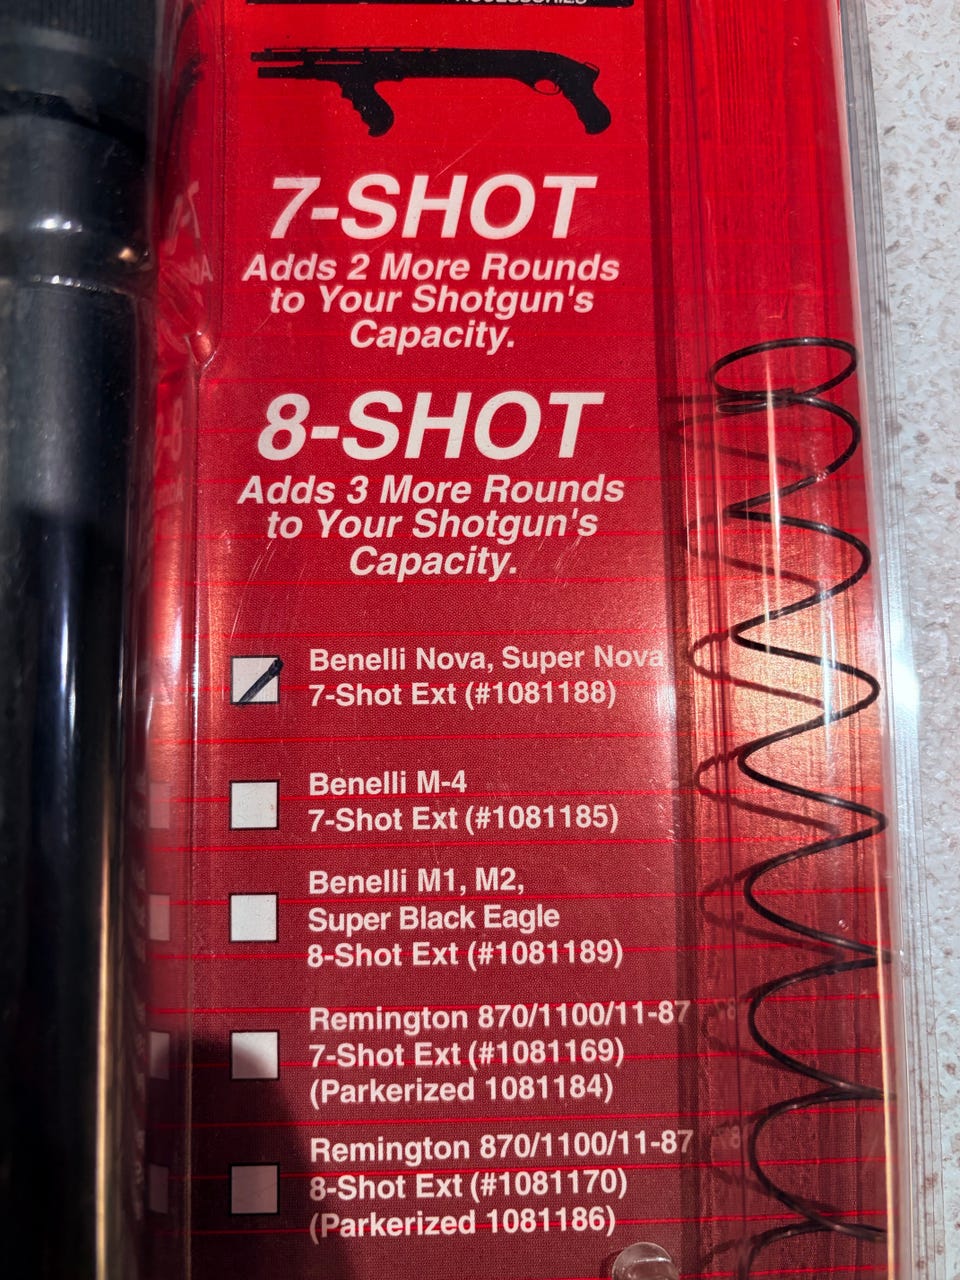 ACCESSORIES
7-SHOT
Adds 2 More Rounds
to Your Shotgun's
Capacity.
8-SHOT
Adds 3 More Rounds
to Your Shotgun's
Capacity.
Benelli Nova, Super Nova
7-Shot Ext (#1081188)
Benelli M-4
7-Shot Ext (#1081185)
Benelli M1, M2,
Super Black Eagle
8-Shot Ext (#1081189)
Remington 870/1100/11-87
7-Shot Ext (#1081169)
(Parkerized 1081184)
Remington 870/1100/11-87
8-Shot Ext (#1081170)
(Parkerized 1081186)